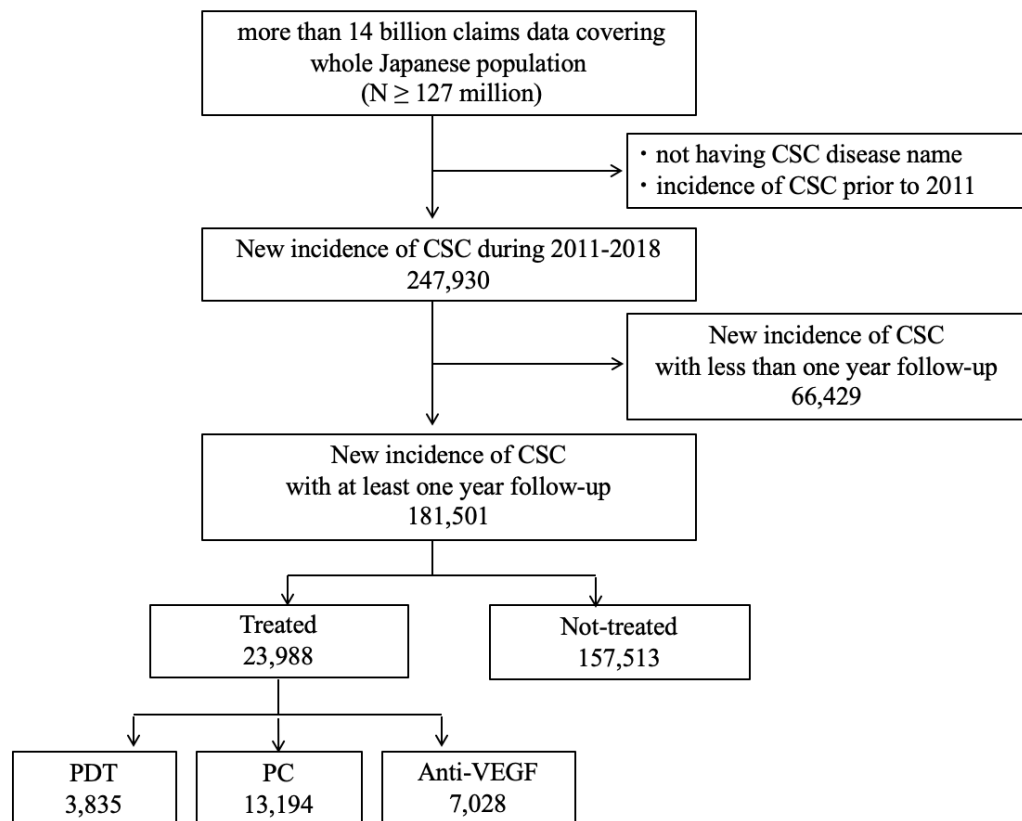 more than 14 billion claims data covering
whole Japanese population
(N ≥ 127 million)
・not having CSC disease name
・incidence of CSC prior to 2011
New incidence of CSC during 2011-2018
247,930
New incidence of CSC
with less than one year follow-up
66,429
New incidence of CSC
with at least one year follow-up
181,501
Treated
23,988
Not-treated
157,513
PDT
3,835
PC
13,194
Anti-VEGF
7,028